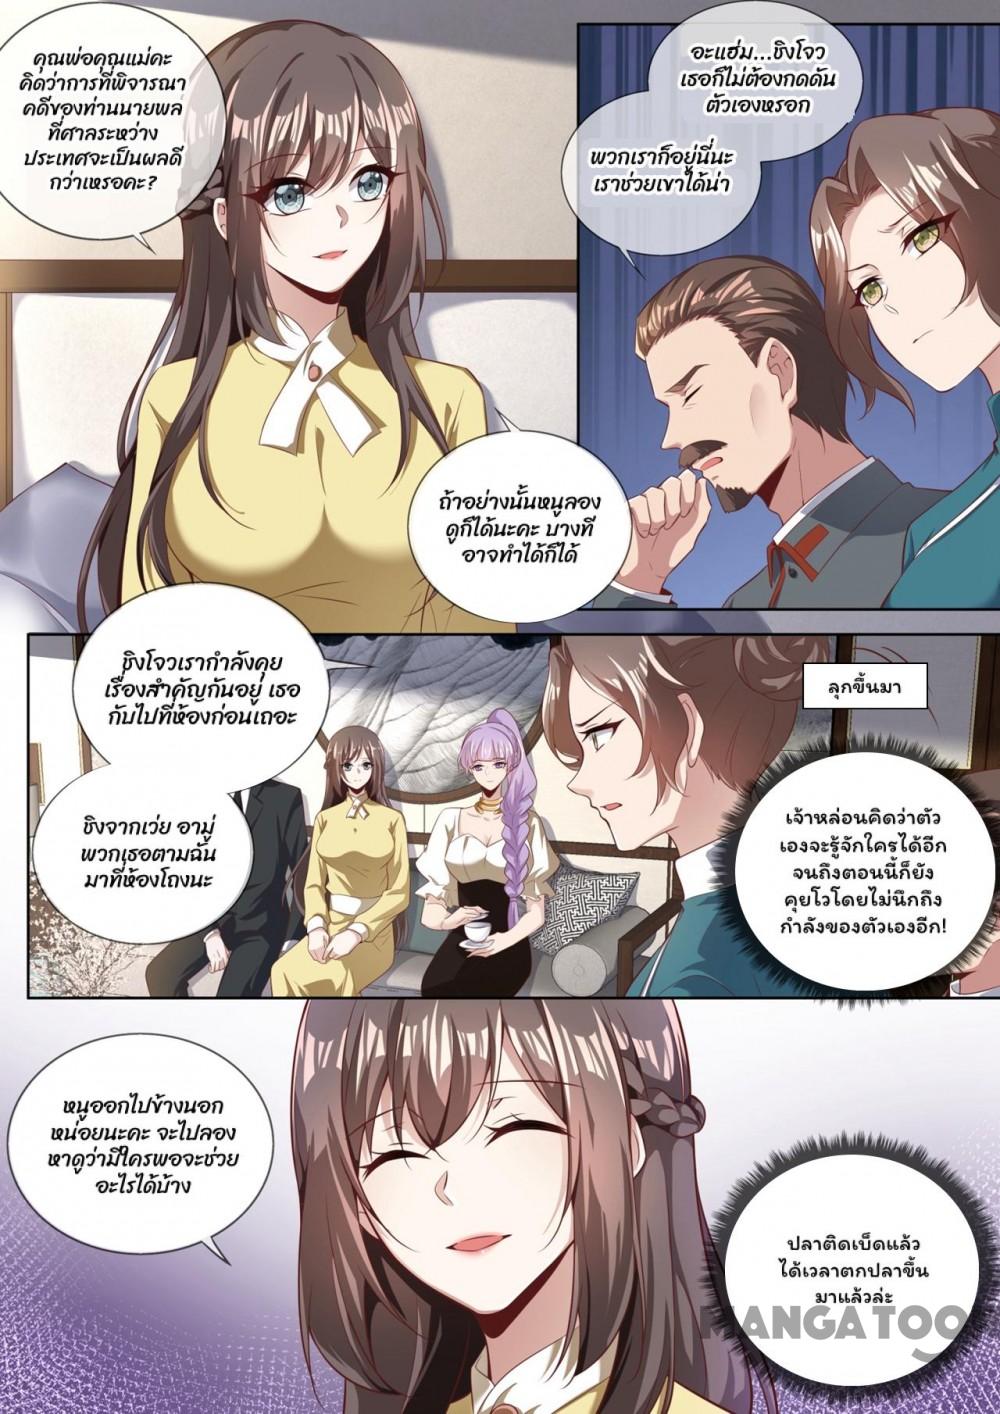 คุณพ่อคุณแม่คะ
คิดว่าการที่พิจารณา
คดีของท่านนายพล
ที่ศาลระหว่าง
ประเทศจะเป็นผลดี
กว่าเหรอคะ?
อะแฮ่ม...ชิงโจว
เธอก็ไม่ต้องกดดัน
ตัวเองหรอก
พวกเราก็อยู่นี่นะ
เราช่วยเขาได้น่า
ถ้าอย่างนั้นหนูลอง
ดูก็ได้นะคะ บางที
อาจทำได้ก็ได้
ชิงโจวเรากำลังคุย
เรื่องสำคัญกันอยู่ เธอ
กับไปที่ห้องก่อนเถอะ
ชิงจากเว่ย อามู่
พวกเธอตามฉัน
มาที่ห้องโถงนะ
ลุกขึ้นมา
เจ้าหล่อนคิดว่าตัว
เองจะรู้จักใครได้อีก
จนถึงตอนนี้ก็ยัง
คุยโวโดยไม่นึกถึง
กำลังของตัวเองอีก!
หนูออกไปข้างนอก
หน่อยนะคะ จะไปลอง
หาดูว่ามีใครพอจะช่วย
อะไรได้บ้าง
ปลาติดเบ็ดแล้ว
ได้เวลาตกปลาขึ้น
มาแล้วล่ะ
MANGATOON